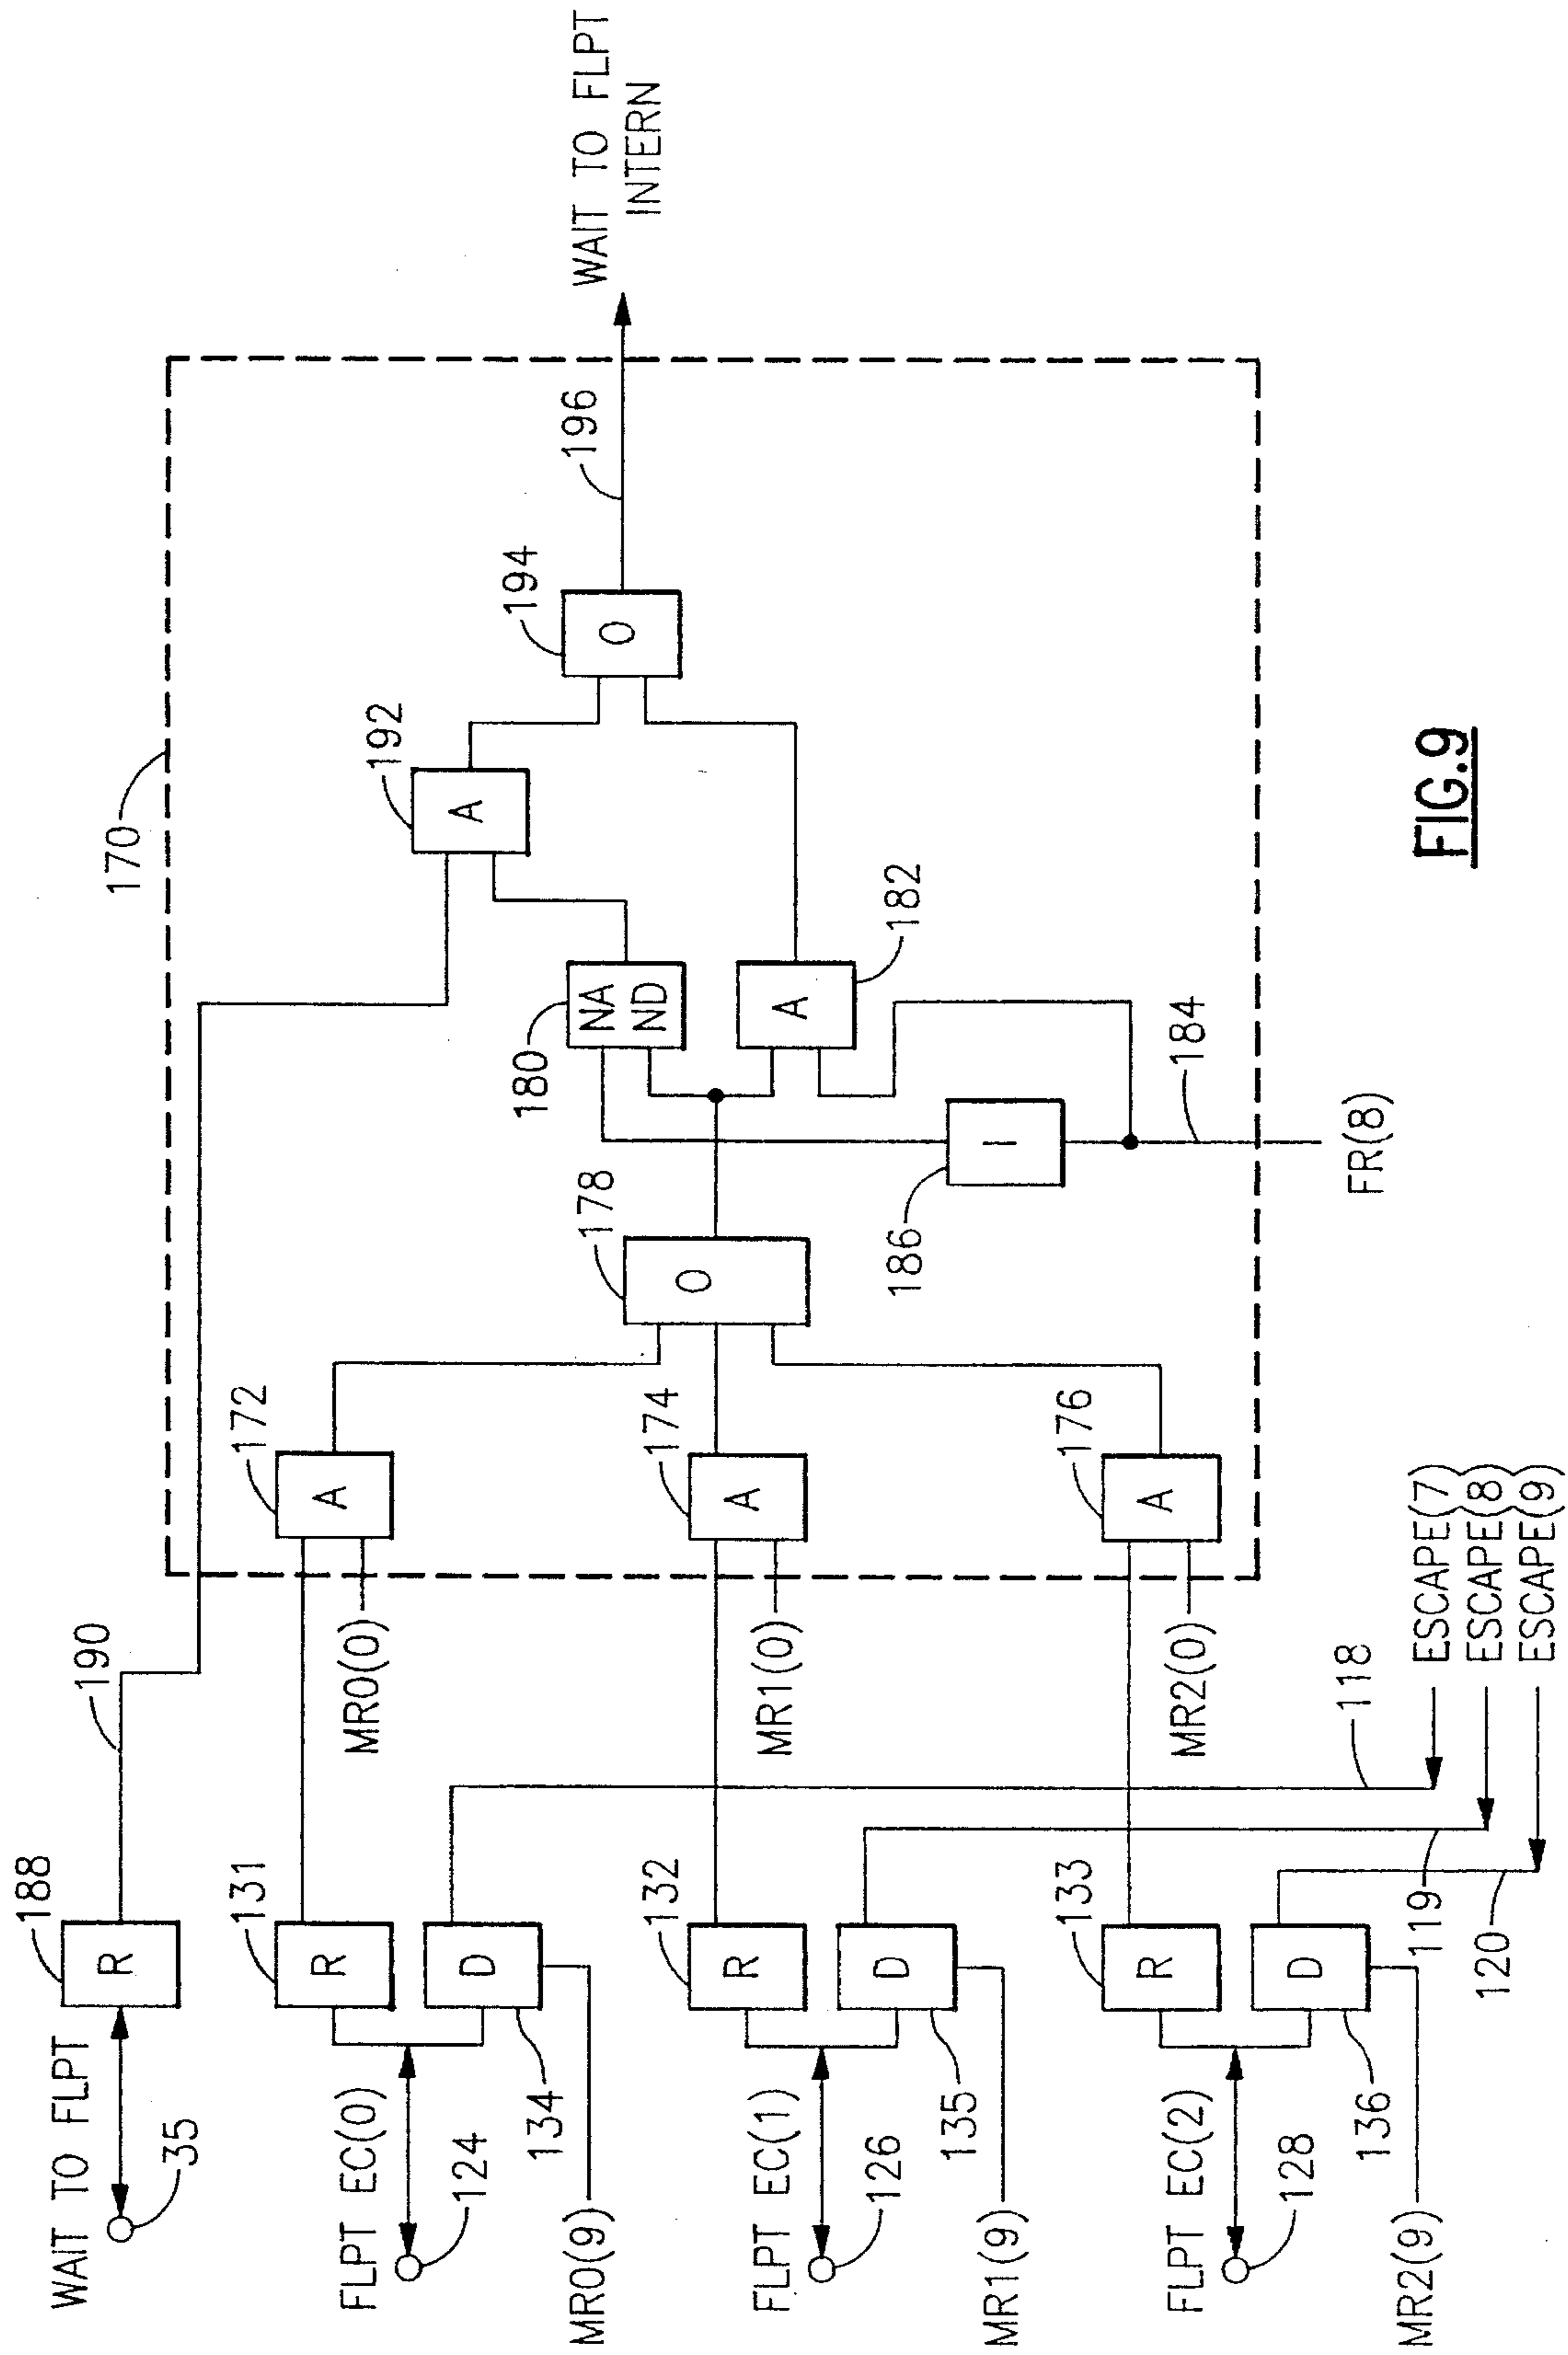 WAIT TO FLPT
35
188
R
190
FLPT EC(0)
124
131
R
134
D
MR0(9)
MR0(0)
172
A
FLPT EC(1)
126
132
R
135
D
MR1(9)
MR1(0)
174
A
FLPT EC(2)
128
133
R
136
D
MR2(9)
MR2(0)
176
A
118
119
120
ESCAPE(7)
ESCAPE(8)
ESCAPE(9)
170
178
O
180
NA
ND
182
A
186
I
184
FR(8)
192
A
194
O
196
WAIT TO FLPT
INTERN
FIG.9